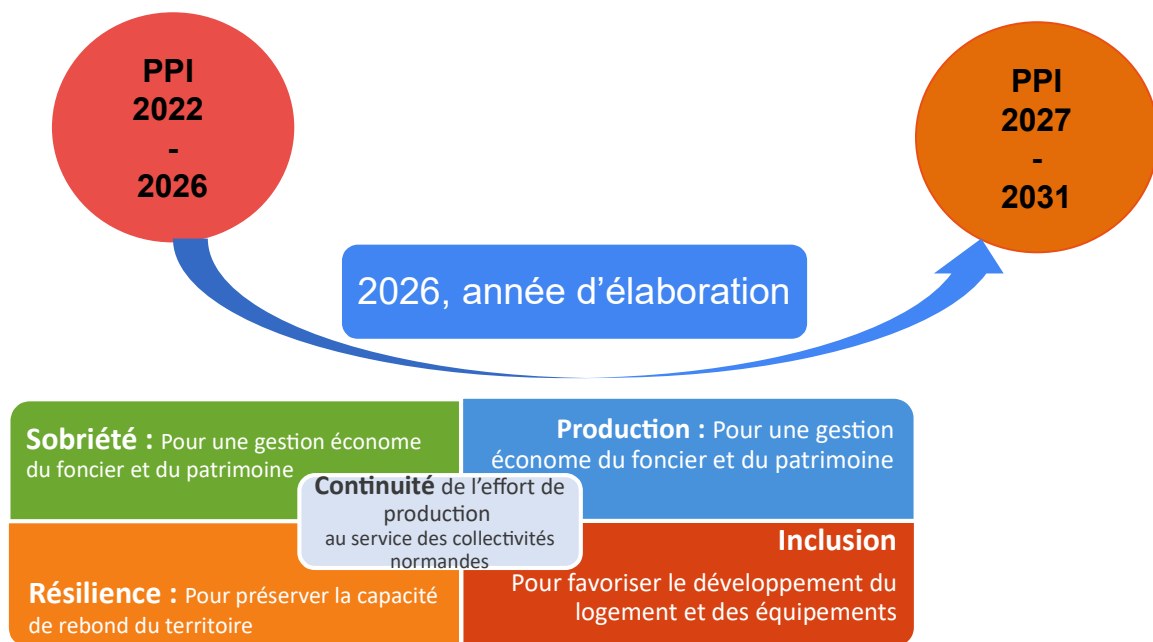 PPI
2022
-
2026
PPI
2027
-
2031
2026, année d’élaboration
Sobriété : Pour une gestion économe
du foncier et du patrimoine
Production : Pour une gestion
économe du foncier et du patrimoine
Continuité de l’effort de
production
au service des collectivités
normandes
Résilience : Pour préserver la capacité
de rebond du territoire
Inclusion
Pour favoriser le développement du
logement et des équipements